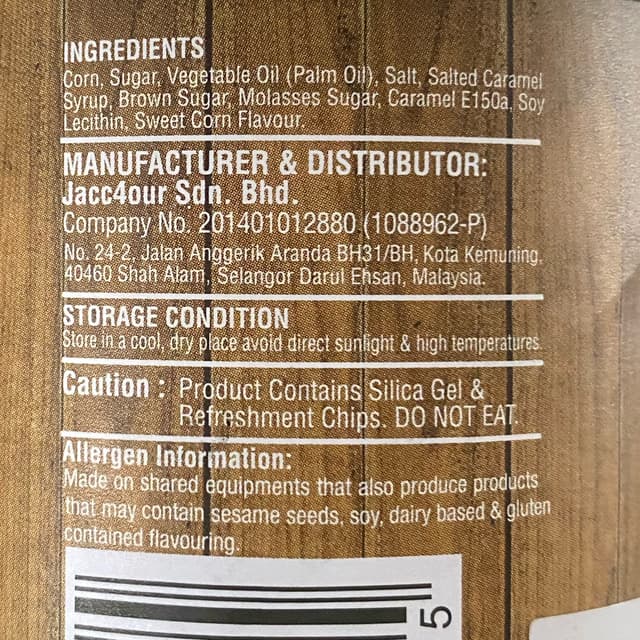 INGREDIENTS
Corn, Sugar, Vegetable Oil (Palm Oil), Salt, Salted Caramel
Syrup, Brown Sugar, Molasses Sugar, Caramel E150a, Soy
Lecithin, Sweet Corn Flavour.
MANUFACTURER & DISTRIBUTOR:
Jacc4our Sdn. Bhd.
Company No. 201401012880 (1088962-P)
No. 24-2, Jalan Anggerik Aranda BH31/BH, Kota Kemuning,
40460 Shah Alam, Selangor Darul Ehsan, Malaysia.
STORAGE CONDITION
Store in a cool, dry place avoid direct sunlight & high temperatures.
Caution : Product Contains Silica Gel &
Refreshment Chips. DO NOT EAT.
Allergen Information:
Made on shared equipments that also produce products
that may contain sesame seeds, soy, dairy based & gluten
contained flavouring.
5